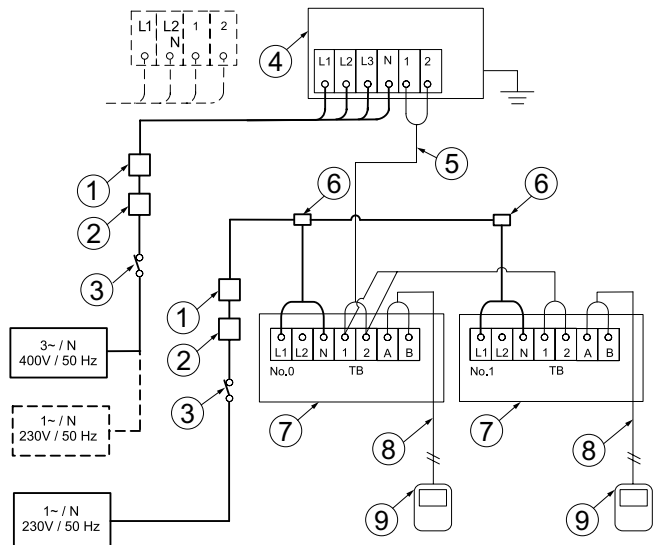 L1 L2 N 1 2
4
L1 L2 L3 N 1 2
1
2
3
5
6
6
3~ / N
400V / 50 Hz
1~ / N
230V / 50 Hz
1~ / N
230V / 50 Hz
1
2
3
L1 L2 N 1 2 A B
No.0 TB
7
8
9
L1 L2 N 1 2 A B
No.1 TB
7
8
9